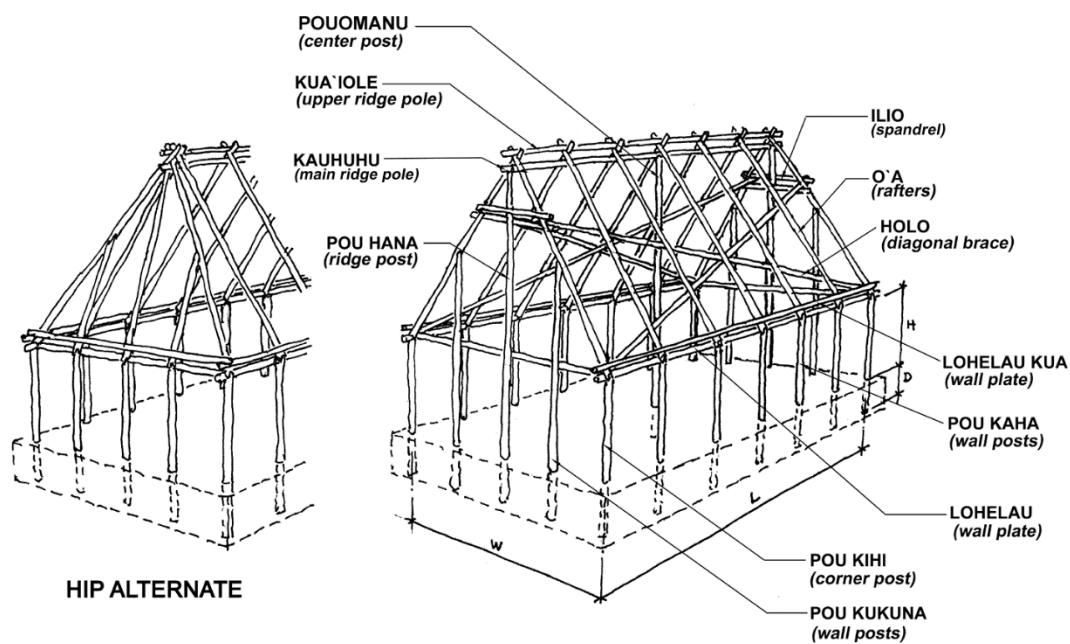 POUOMANU
(center post)
KUA`IOLE
(upper ridge pole)
KAUHUHU
(main ridge pole)
POU HANA
(ridge post)
ILIO
(spandrel)
O`A
(rafters)
HOLO
(diagonal brace)
H
D
LOHELAU KUA
(wall plate)
POU KAHA
(wall posts)
LOHELAU
(wall plate)
L
W
POU KIHI
(corner post)
POU KUKUNA
(wall posts)
HIP ALTERNATE